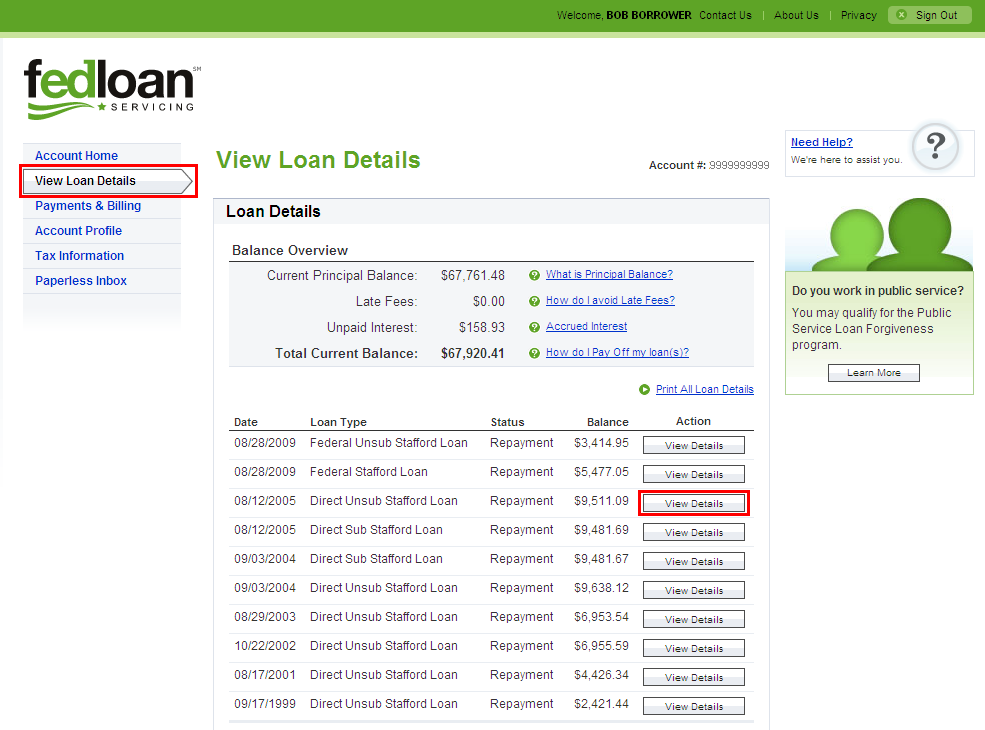 Welcome, BOB BORROWER Contact Us About Us Privacy Sign Out
fedloan SM
SERVICING
Account Home
View Loan Details
Payments & Billing
Account Profile
Tax Information
Paperless Inbox
View Loan Details
Account #: 9999999999
Need Help?
We're here to assist you.
?
Do you work in public service?
You may qualify for the Public
Service Loan Forgiveness
program.
Learn More
Loan Details
Balance Overview
Current Principal Balance: $67,761.48 ? What is Principal Balance?
Late Fees: $0.00 ? How do I avoid Late Fees?
Unpaid Interest: $158.93 ? Accrued Interest
Total Current Balance: $67,920.41 ? How do I Pay Off my loan(s)?
Print All Loan Details
Date Loan Type Status Balance Action
08/28/2009 Federal Unsub Stafford Loan Repayment $3,414.95 View Details
08/28/2009 Federal Stafford Loan Repayment $5,477.05 View Details
08/12/2005 Direct Unsub Stafford Loan Repayment $9,511.09 View Details
08/12/2005 Direct Sub Stafford Loan Repayment $9,481.69 View Details
09/03/2004 Direct Sub Stafford Loan Repayment $9,481.67 View Details
09/03/2004 Direct Unsub Stafford Loan Repayment $9,638.12 View Details
08/29/2003 Direct Unsub Stafford Loan Repayment $6,953.54 View Details
10/22/2002 Direct Unsub Stafford Loan Repayment $6,955.59 View Details
08/17/2001 Direct Unsub Stafford Loan Repayment $4,426.34 View Details
09/17/1999 Direct Unsub Stafford Loan Repayment $2,421.44 View Details